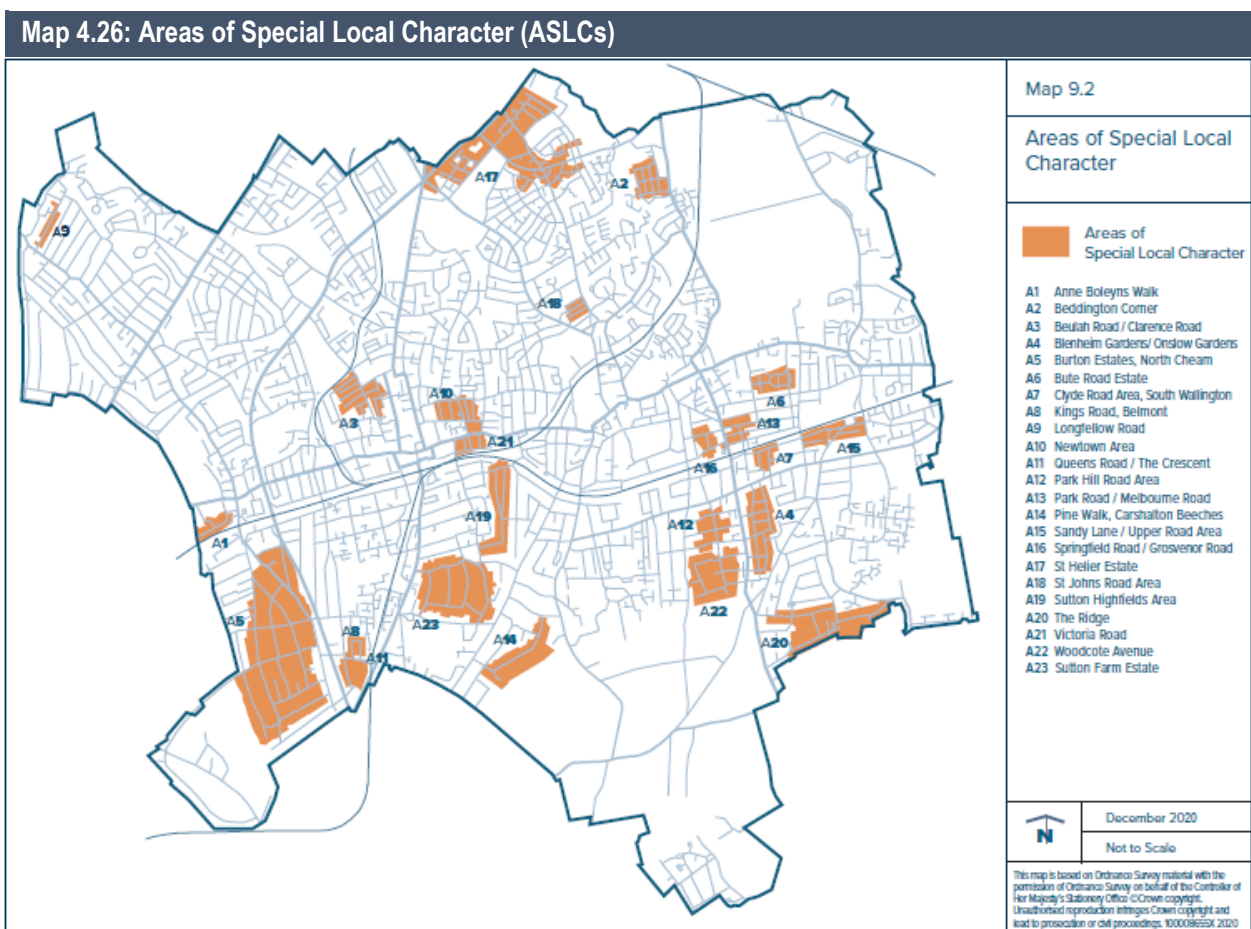 Map 4.26: Areas of Special Local Character (ASLCs)
A17
A2
A9
A18
A10
A3
A21
A6
A13
A7
A15
A16
A19
A12
A4
A1
A5
A23
A22
A8
A11
A14
A20
Map 9.2
Areas of Special Local
Character
Areas of
Special Local Character
A1 Anne Boleyns Walk
A2 Beddington Corner
A3 Beulah Road / Clarence Road
A4 Blenheim Gardens/ Onslow Gardens
A5 Burton Estates, North Cheam
A6 Bute Road Estate
A7 Clyde Road Area, South Wallington
A8 Kings Road, Belmont
A9 Longfellow Road
A10 Newtown Area
A11 Queens Road / The Crescent
A12 Park Hill Road Area
A13 Park Road / Melbourne Road
A14 Pine Walk, Carshalton Beeches
A15 Sandy Lane / Upper Road Area
A16 Springfield Road / Grosvenor Road
A17 St Helier Estate
A18 St Johns Road Area
A19 Sutton Highfields Area
A20 The Ridge
A21 Victoria Road
A22 Woodcote Avenue
A23 Sutton Farm Estate
N
December 2020
Not to Scale
This map is based on Ordnance Survey material with the
permission of Ordnance Survey on behalf of the Controller of
Her Majesty's Stationery Office ©Crown copyright.
Unauthorised reproduction infringes Crown copyright and
lead to prosecution or civil proceedings. 100008655X 2020